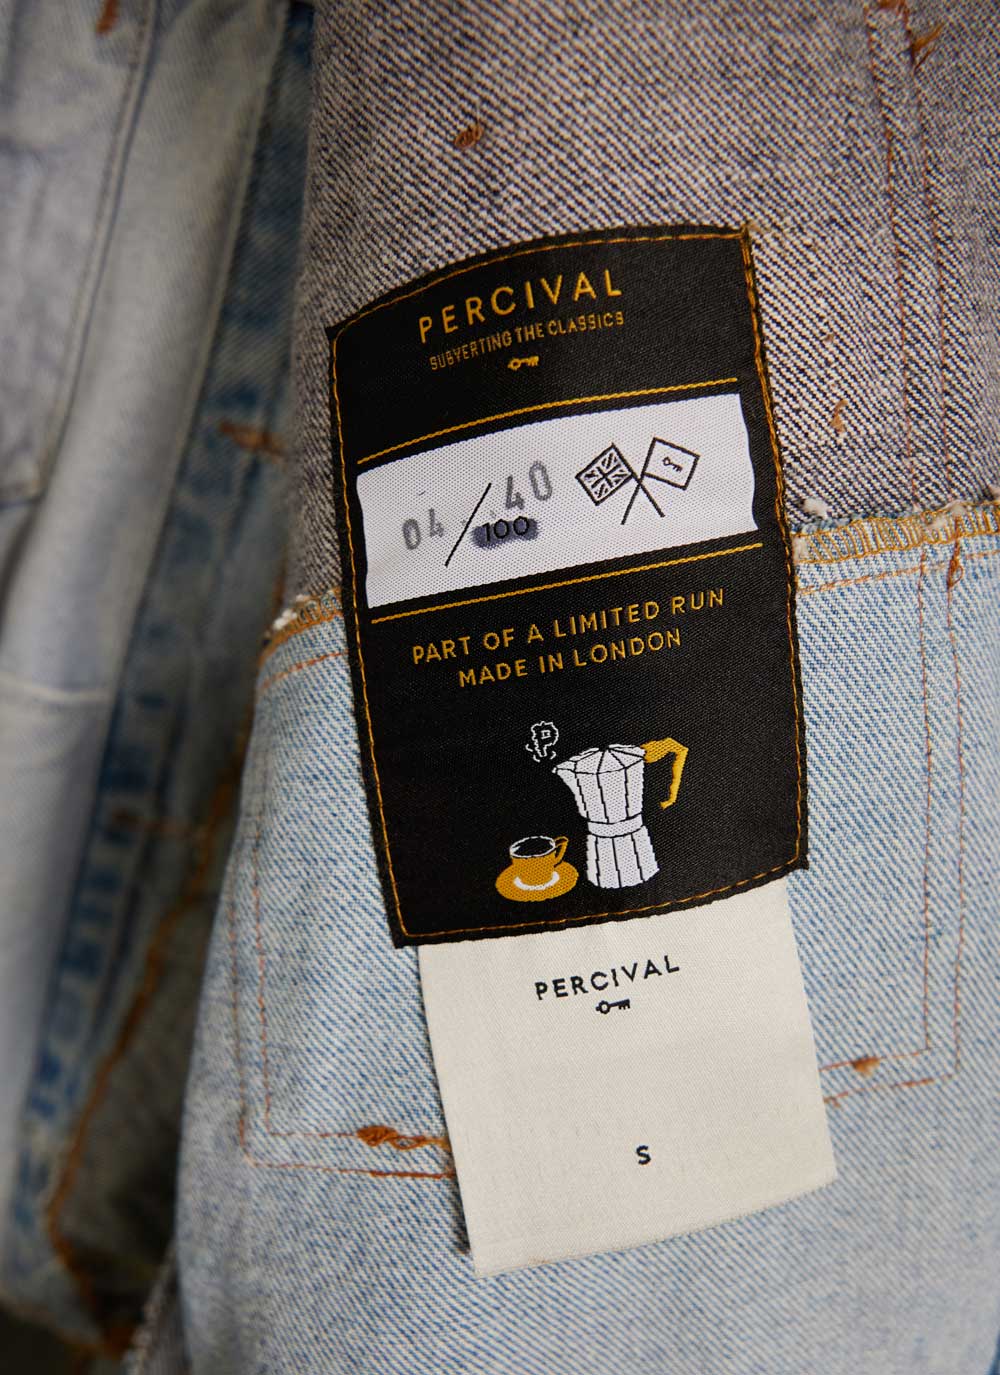 PERCIVAL
SUBVERTING THE CLASSICS
04 / 40
100
PART OF A LIMITED RUN
MADE IN LONDON
P
PERCIVAL
S